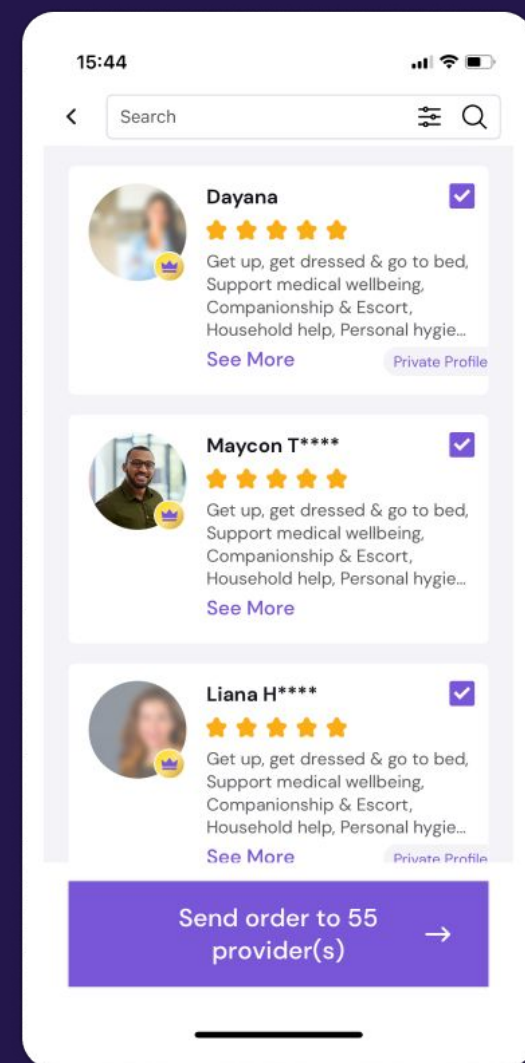 15:44
Search
Dayana
Get up, get dressed & go to bed,
Support medical wellbeing,
Companionship & Escort,
Household help, Personal hygie...
See More
Private Profile
Maycon T****
Get up, get dressed & go to bed,
Support medical wellbeing,
Companionship & Escort,
Household help, Personal hygie...
See More
Liana H****
Get up, get dressed & go to bed,
Support medical wellbeing,
Companionship & Escort,
Household help, Personal hygie...
See More
Private Profile
Send order to 55
provider(s)